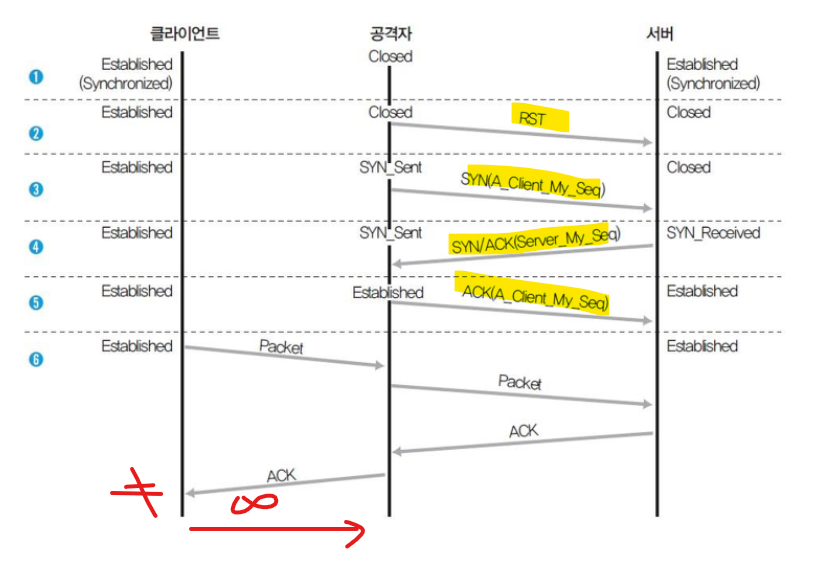 클라이언트 공격자 서버
❶ Established Closed Established
(Synchronized) (Synchronized)
❷ Established Closed RST Closed
❸ Established SYN_Sent Closed
SYN(A_Client_My_Seq)
❹ Established SYN_Sent SYN_Received
SYN/ACK(Server_My_Seq)
❺ Established Established ACK(A_Client_My_Seq) Established
❻ Established Packet Established
Packet
ACK
ACK
≠ ∞